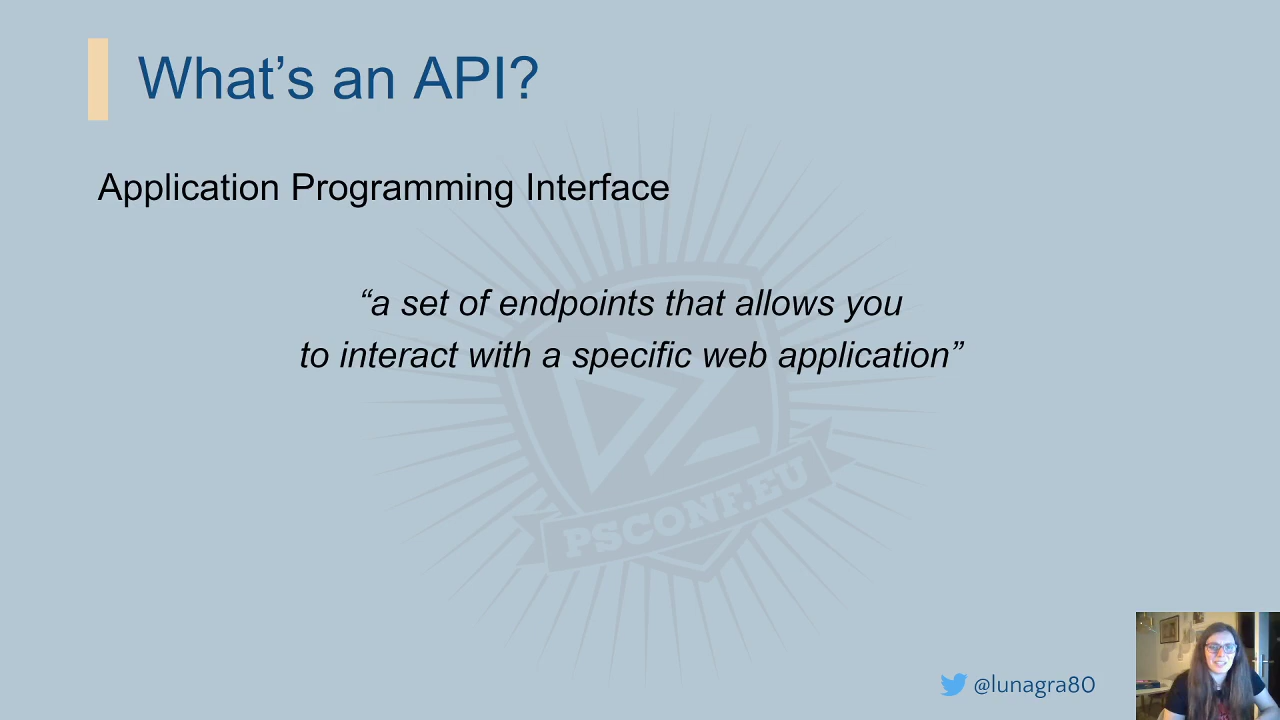 What’s an API?
Application Programming Interface
“a set of endpoints that allows you
to interact with a specific web application”
PSCONF.EU
@lunagra80